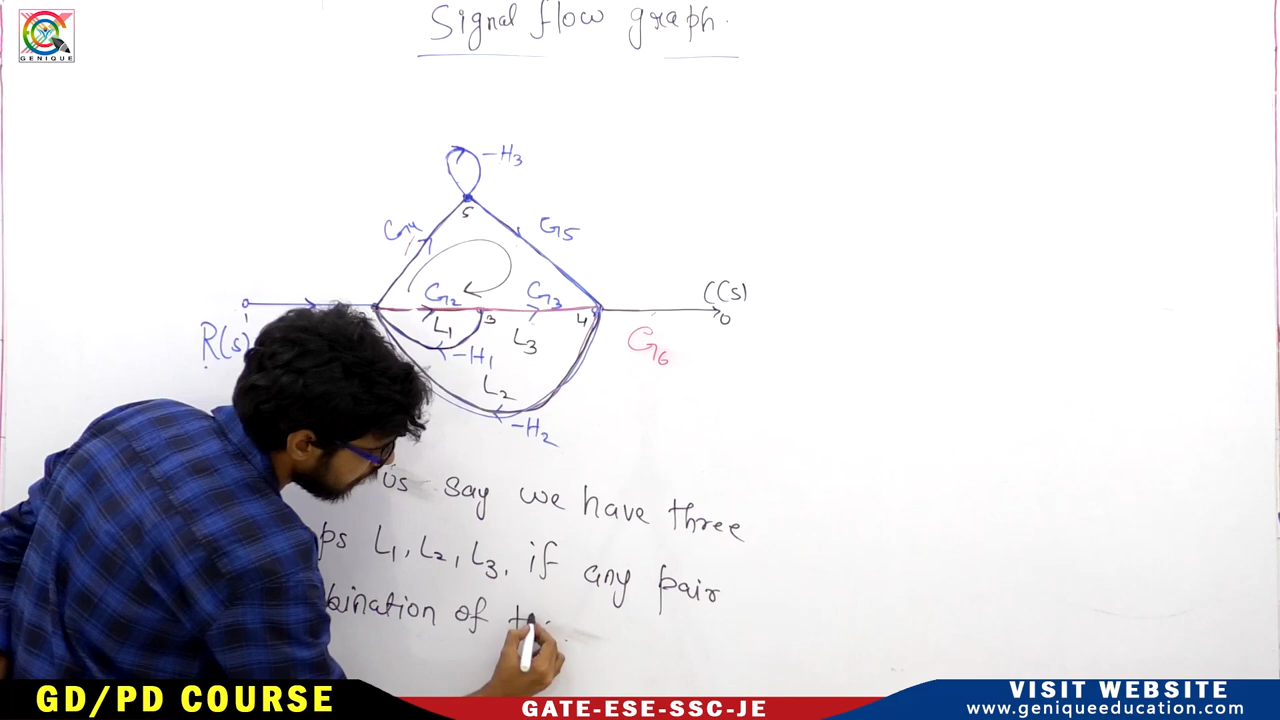 Signal flow graph.
GENIQUE
-H3
5
G4
G5
G2
G3
C(s)
1
3
4
L1
L3
R(s)
-H1
G6
L2
-H2
us say we have three
ps L1, L2, L3, if any pair
bination of
GD/PD COURSE
GATE-ESE-SSC-JE
VISIT WEBSITE
www.geniqueeducation.com